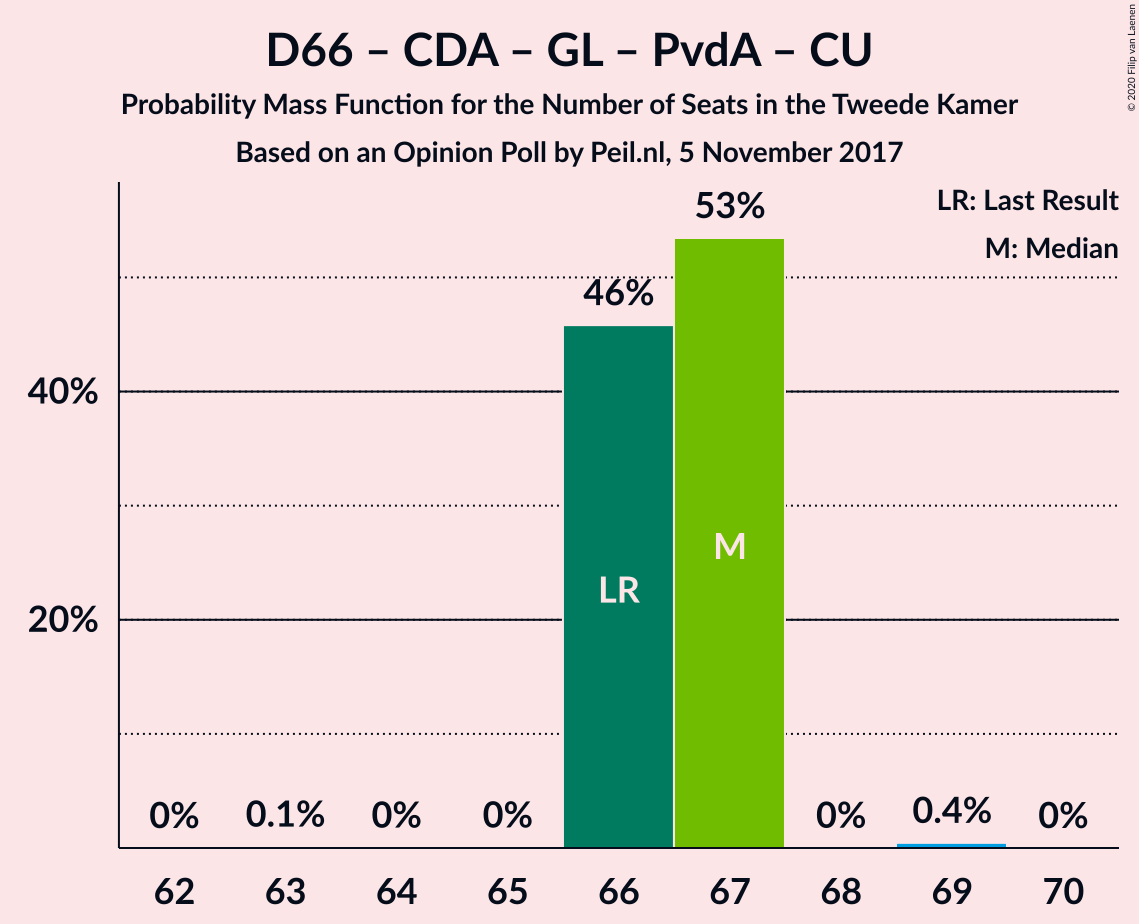 D66 – CDA – GL – PvdA – CU
Probability Mass Function for the Number of Seats in the Tweede Kamer
Based on an Opinion Poll by Peil.nl, 5 November 2017
© 2020 Filip van Laenen
LR: Last Result
M: Median
53%
46%
40%
20%
M
LR
0% 0.1% 0% 0% 0% 0.4% 0%
62 63 64 65 66 67 68 69 70